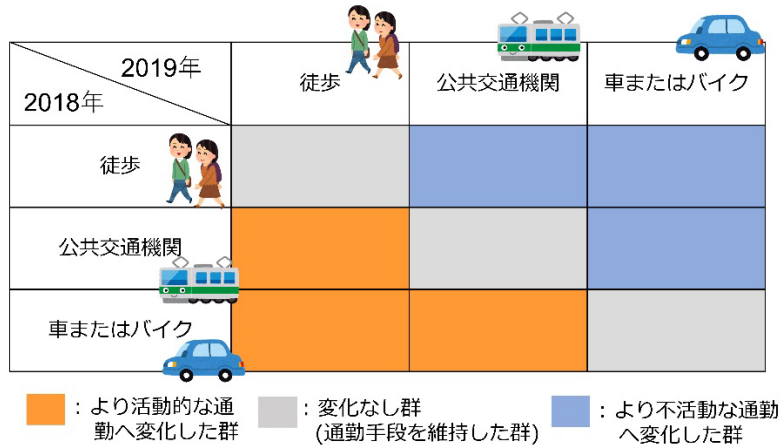 2019年
2018年
徒歩
公共交通機関
車またはバイク
徒歩
公共交通機関
車またはバイク
：より活動的な通
勤へ変化した群
：変化なし群
(通勤手段を維持した群)
：より不活動な通勤
へ変化した群